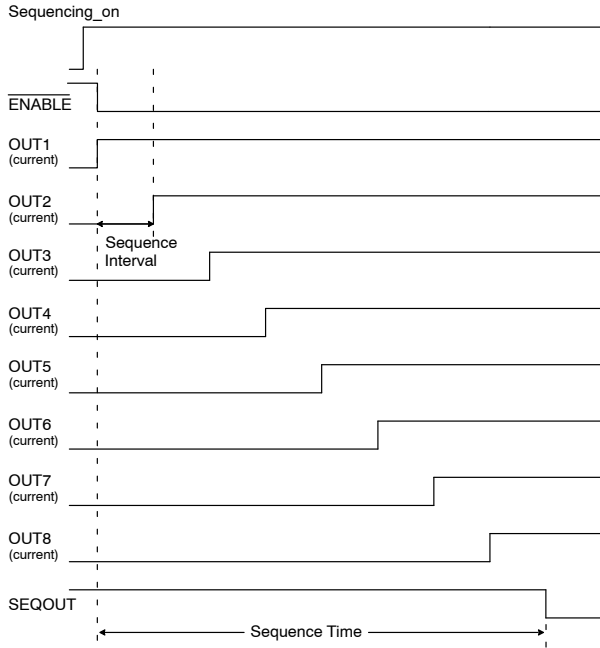 Sequencing_on
ENABLE
OUT1
(current)
OUT2
(current)
Sequence
Interval
OUT3
(current)
OUT4
(current)
OUT5
(current)
OUT6
(current)
OUT7
(current)
OUT8
(current)
SEQOUT
Sequence Time